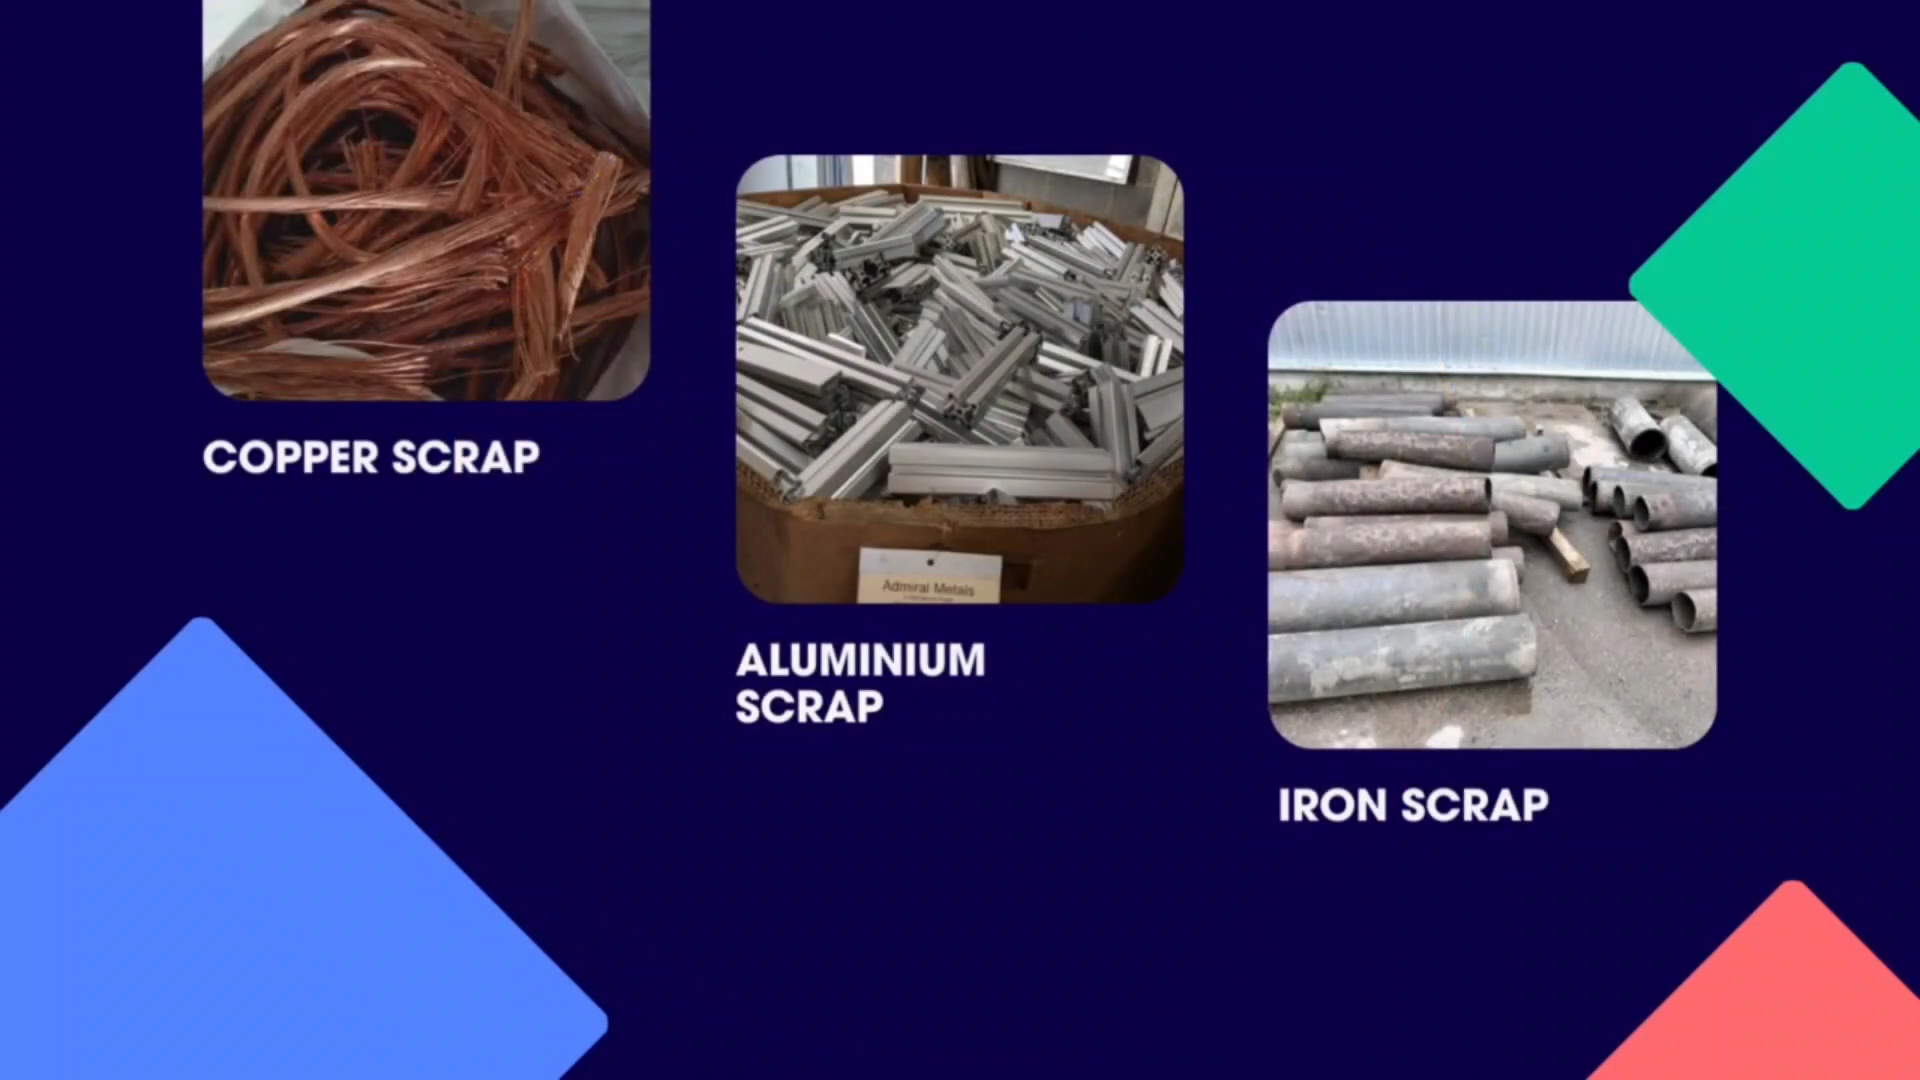 COPPER SCRAP
ALUMINIUM
SCRAP
Admiral Metals
IRON SCRAP